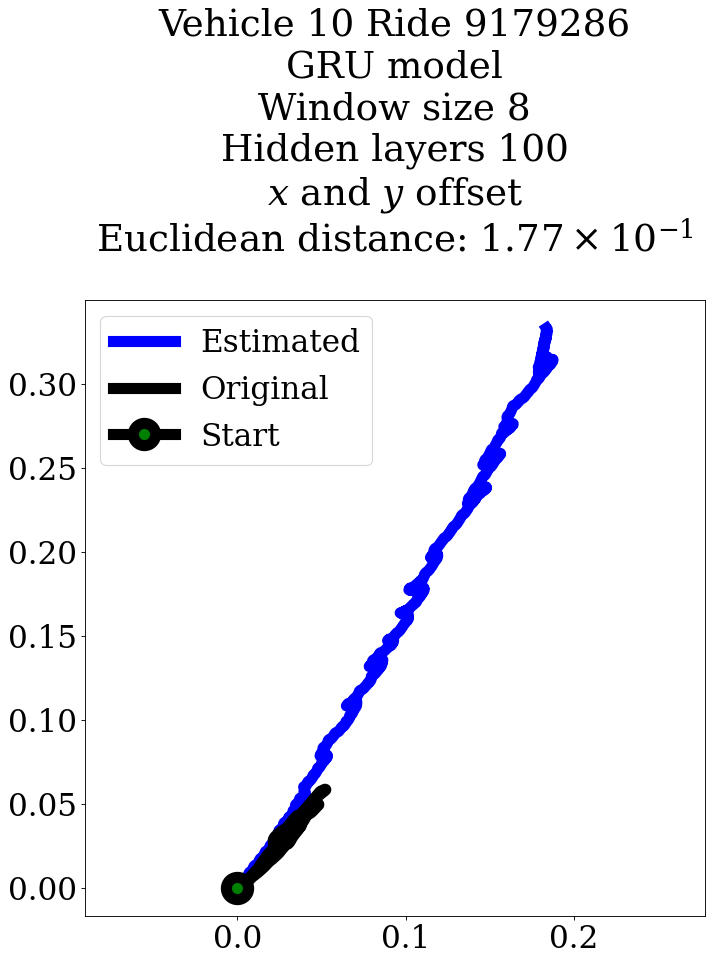 Vehicle 10 Ride 9179286
GRU model
Window size 8
Hidden layers 100
x and y offset
Euclidean distance: 1.77 × 10⁻¹
Estimated
Original
Start
0.30
0.25
0.20
0.15
0.10
0.05
0.00
0.0 0.1 0.2